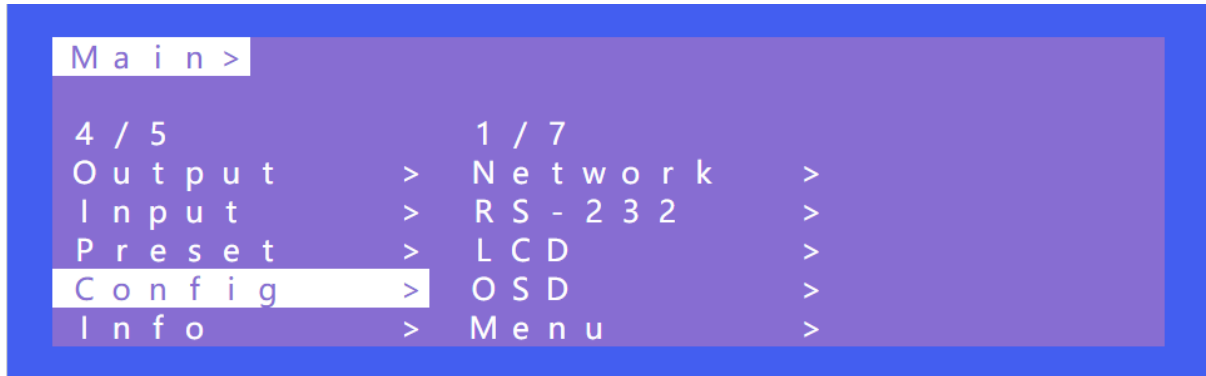 Main>
4/5 1/7
Output > Network >
Input > RS-232 >
Preset > LCD >
Config > OSD >
Info > Menu >